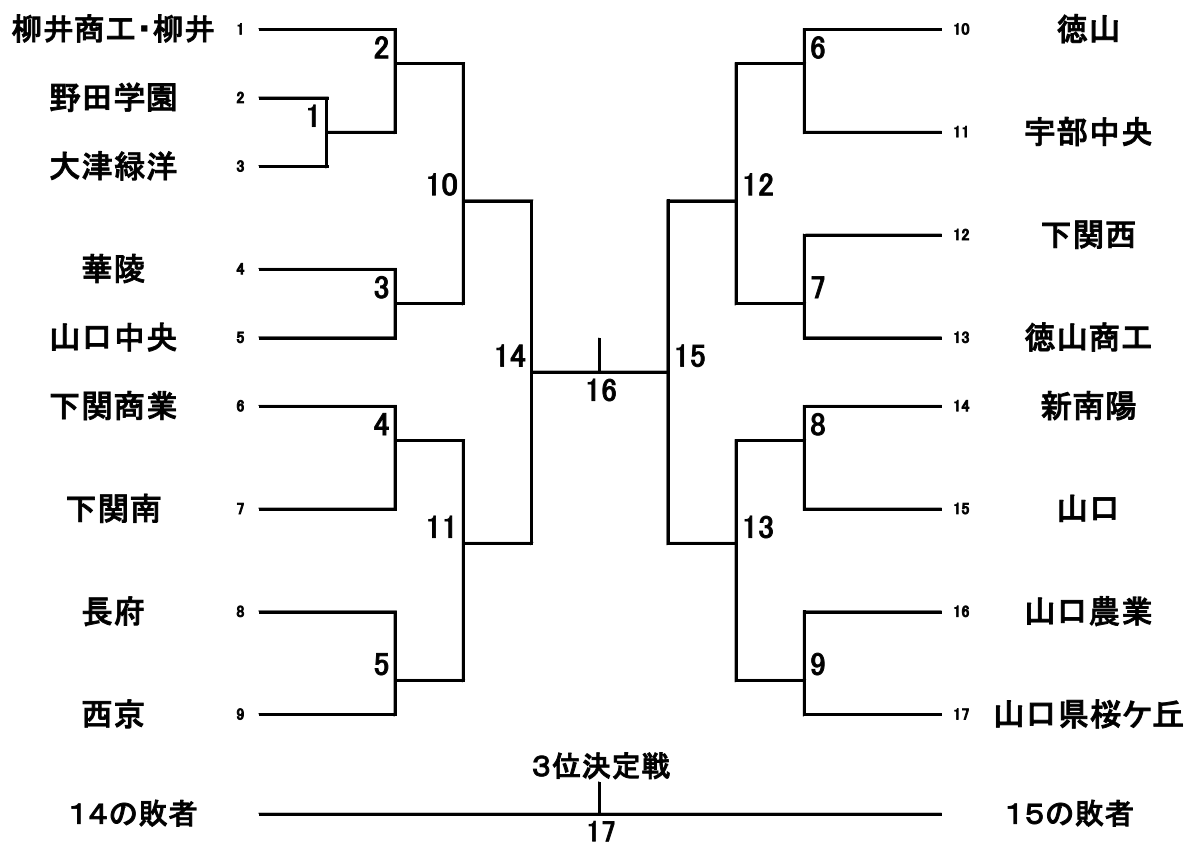 柳井商工・柳井 1
野田学園 2
大津緑洋 3
華陵 4
山口中央 5
下関商業 6
下関南 7
長府 8
西京 9
1
2
3
4
5
10
11
14
16
15
12
13
6
7
8
9
10 徳山
11 宇部中央
12 下関西
13 徳山商工
14 新南陽
15 山口
16 山口農業
17 山口県桜ケ丘
3位決定戦
14の敗者
17
15の敗者